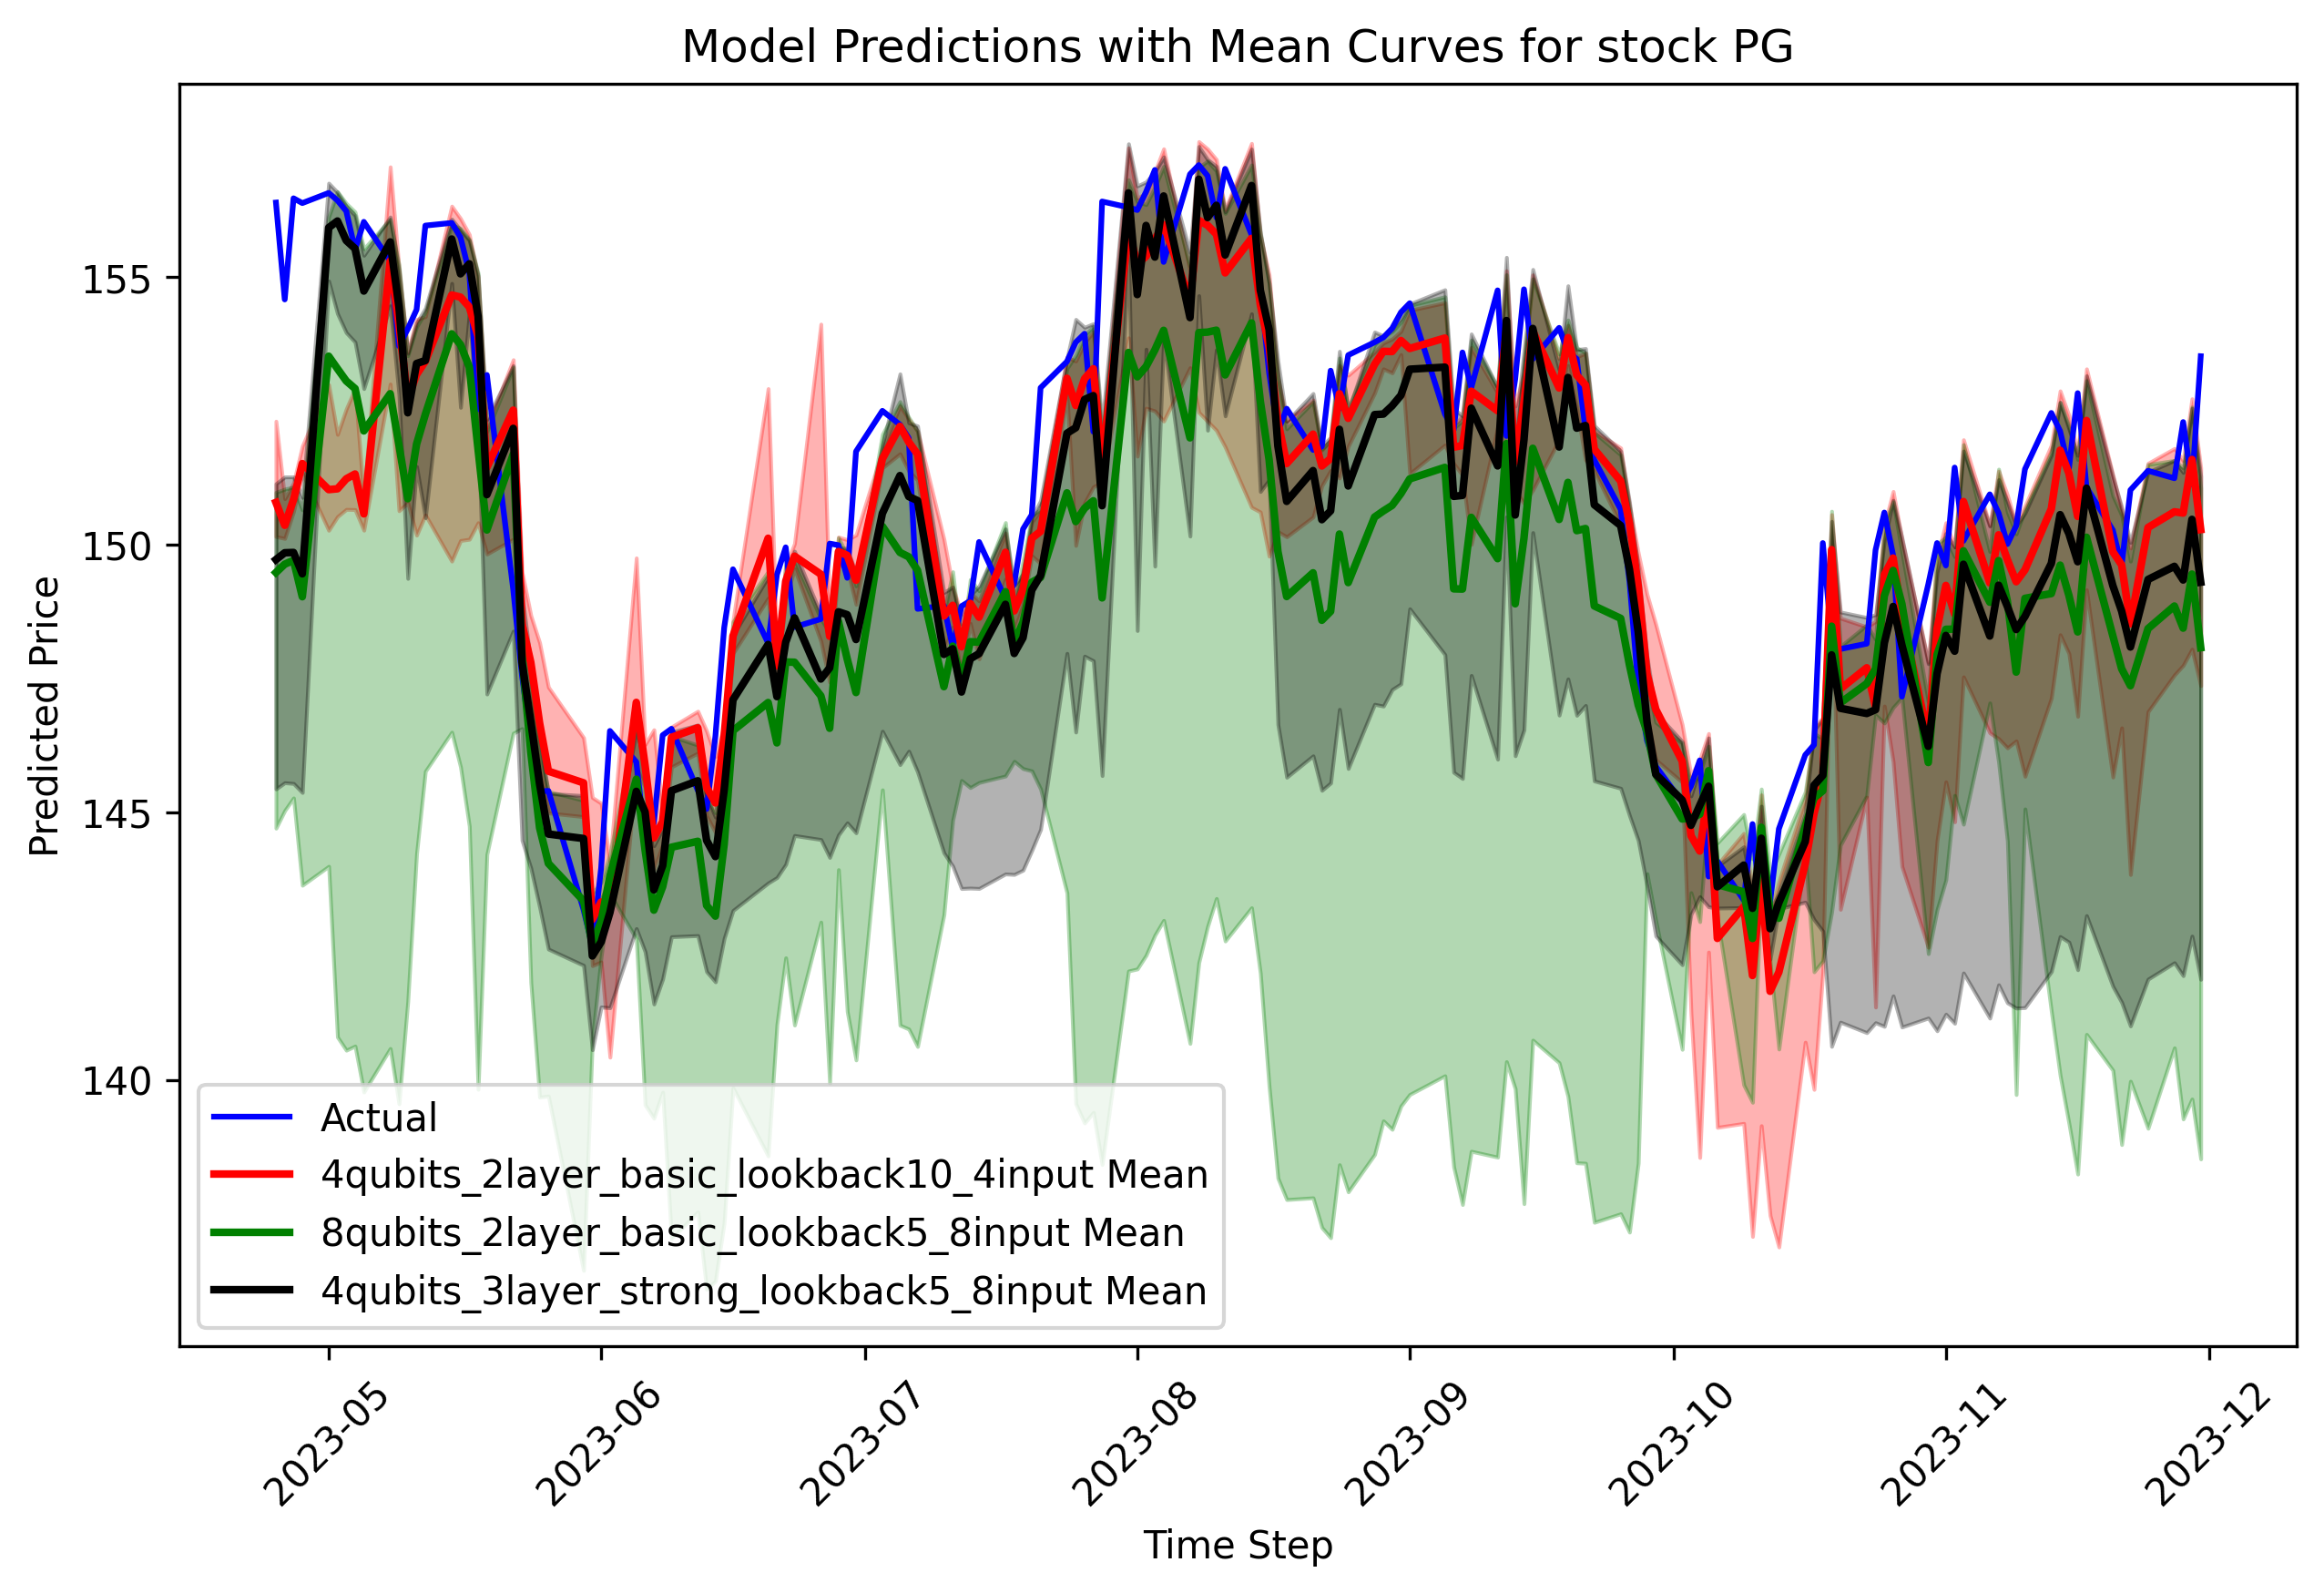 Model Predictions with Mean Curves for stock PG
Predicted Price
155
150
145
140
Actual
4qubits_2layer_basic_lookback10_4input Mean
8qubits_2layer_basic_lookback5_8input Mean
4qubits_3layer_strong_lookback5_8input Mean
2023-05
2023-06
2023-07
2023-08
2023-09
2023-10
2023-11
2023-12
Time Step